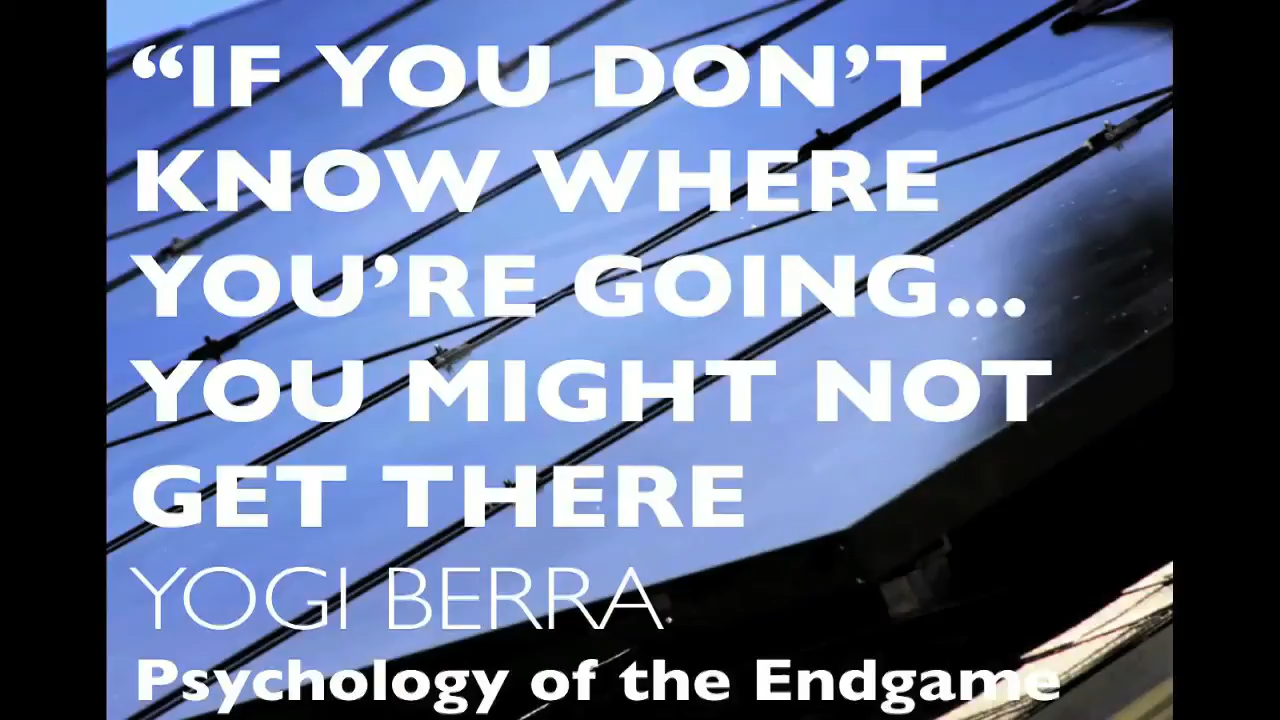 “IF YOU DON’T
KNOW WHERE
YOU’RE GOING...
YOU MIGHT NOT
GET THERE
YOGI BERRA
Psychology of the Endgame